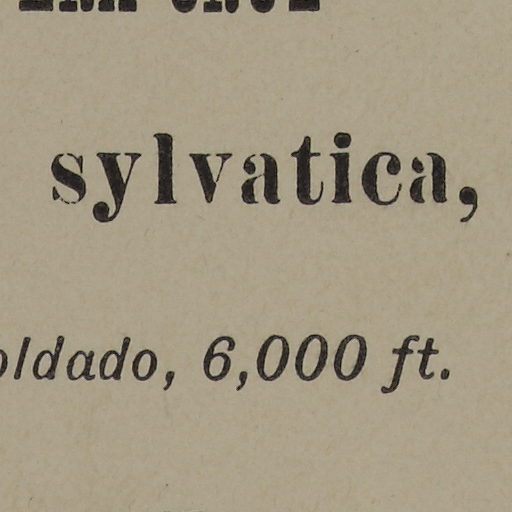 sylvatica,
oldado, 6,000 ft.